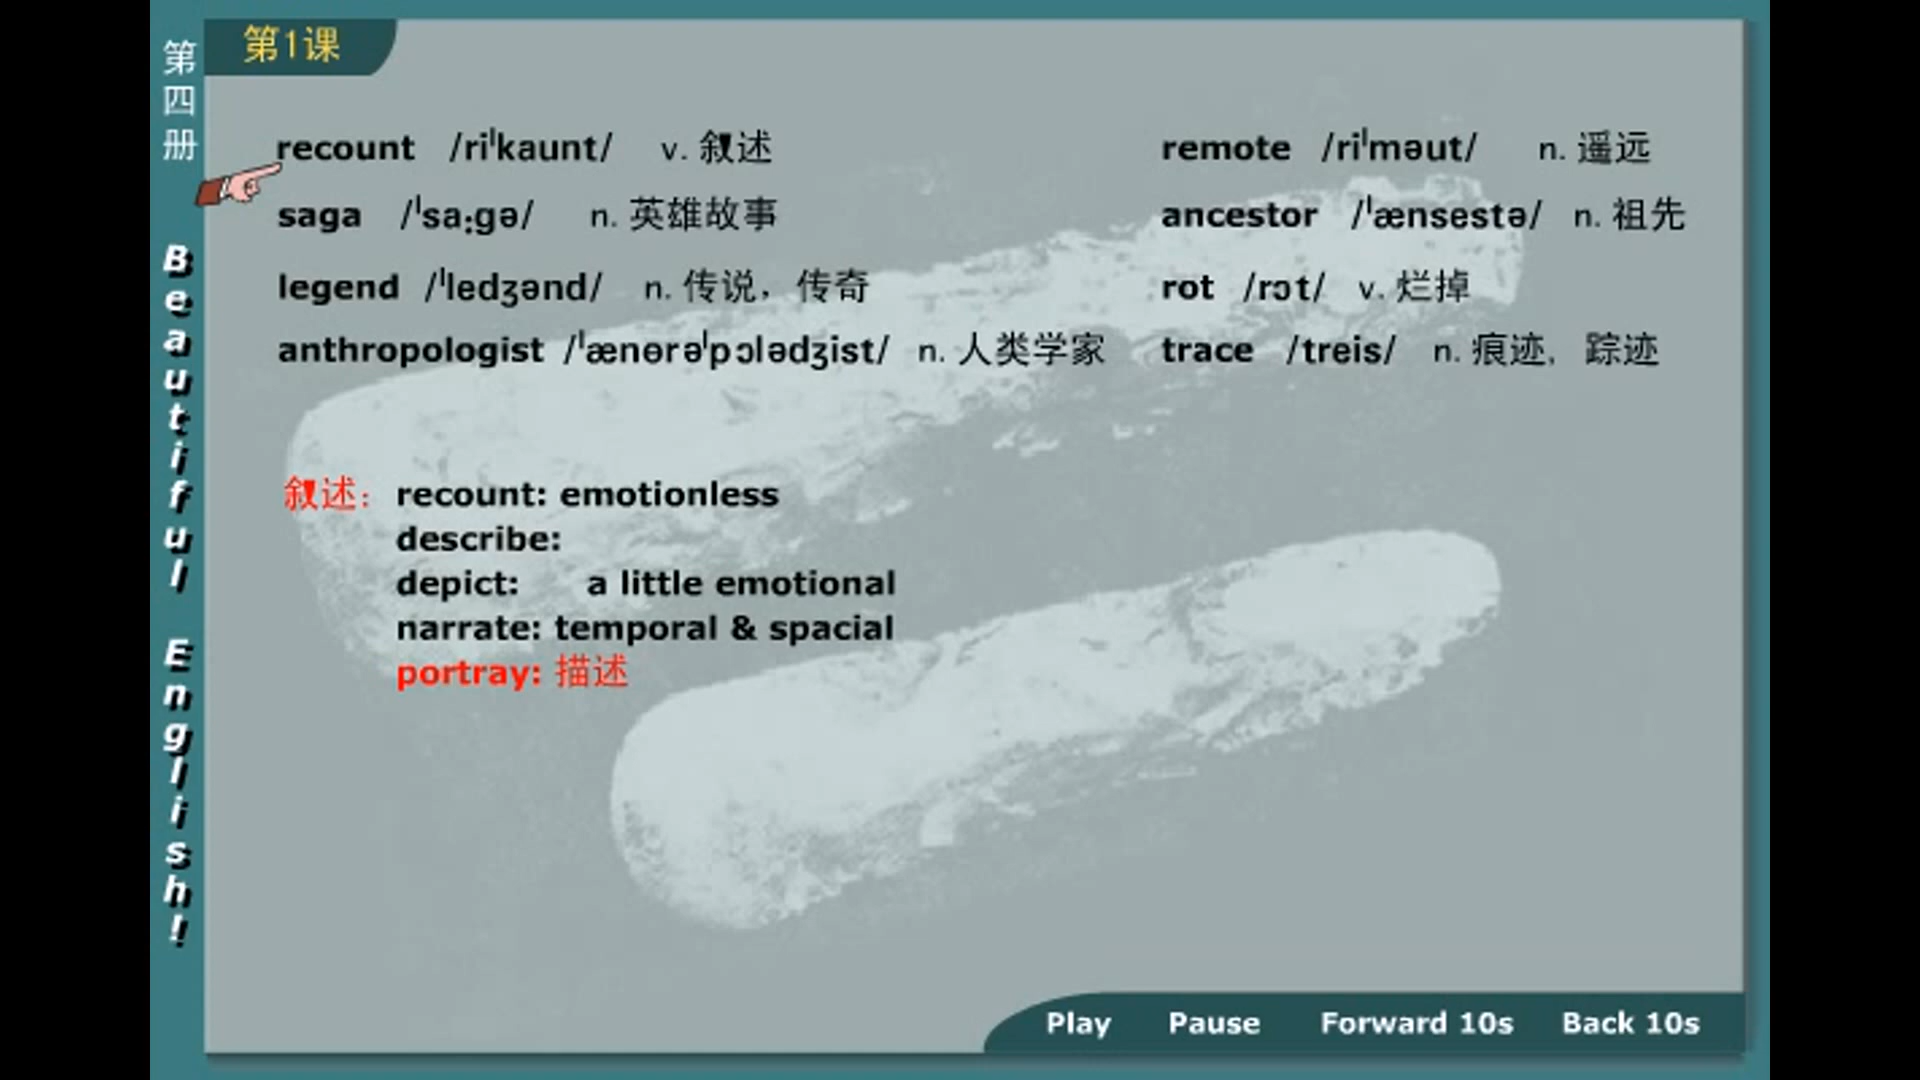 第四册
Beautiful English!
第1课
recount /riˈkaunt/ v. 叙述
saga /ˈsa:gə/ n. 英雄故事
legend /ˈledʒənd/ n. 传说，传奇
anthropologist /ˈænɵrəˈpɔlədʒist/ n. 人类学家
remote /riˈməut/ n. 遥远
ancestor /ˈænsestə/ n. 祖先
rot /rɔt/ v. 烂掉
trace /treis/ n. 痕迹，踪迹
叙述：recount: emotionless
describe:
depict: a little emotional
narrate: temporal & spacial
portray: 描述
Play Pause Forward 10s Back 10s